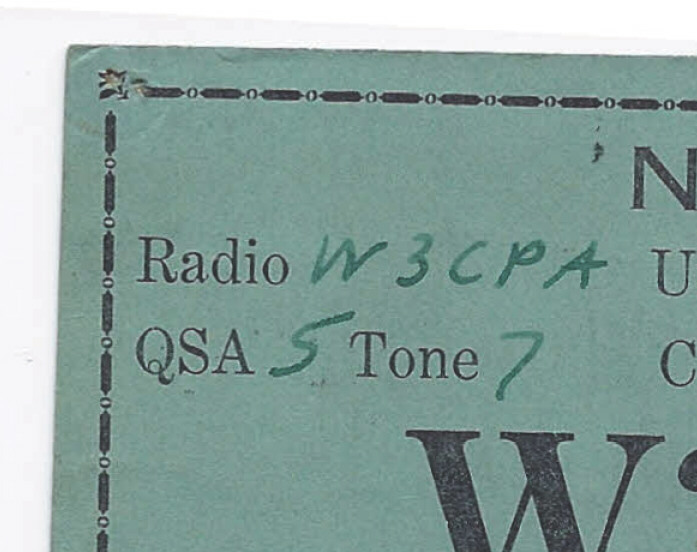 N
Radio W3CPA U
QSA 5 Tone 7 C
W